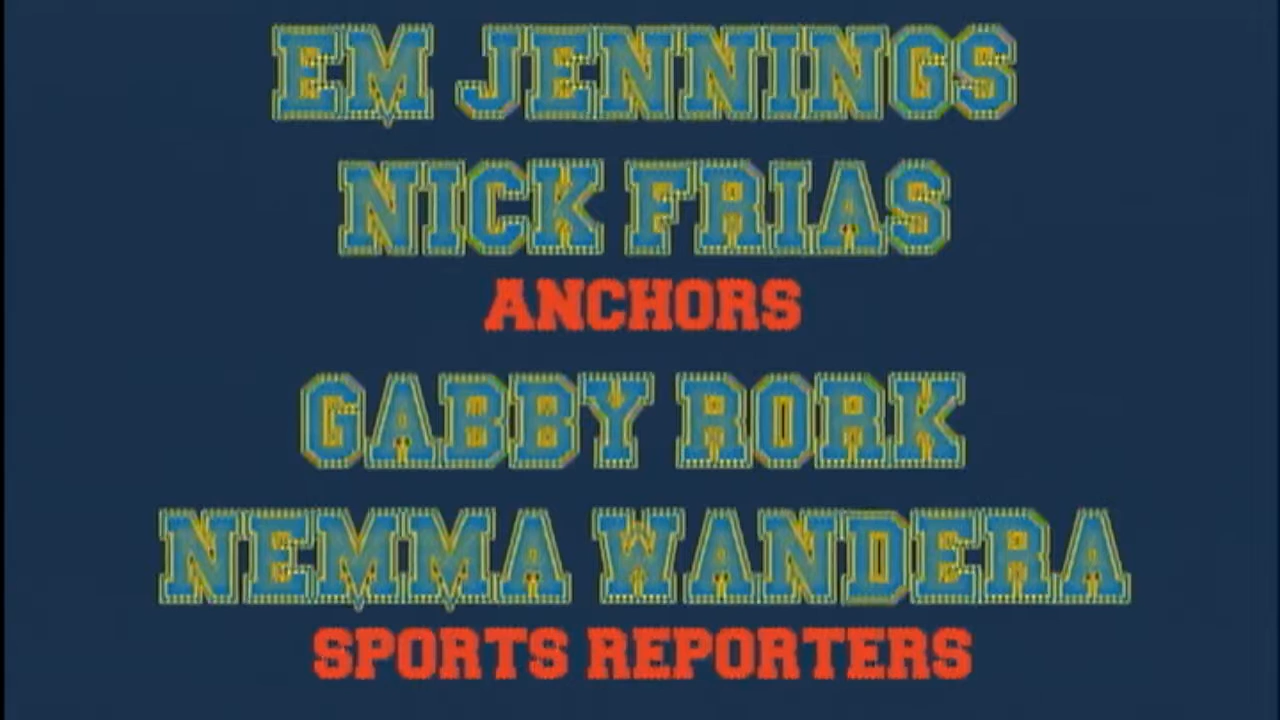 EM JENNINGS
NICK FRIAS
ANCHORS
GABBY RORK
NEMMA WANDERA
SPORTS REPORTERS